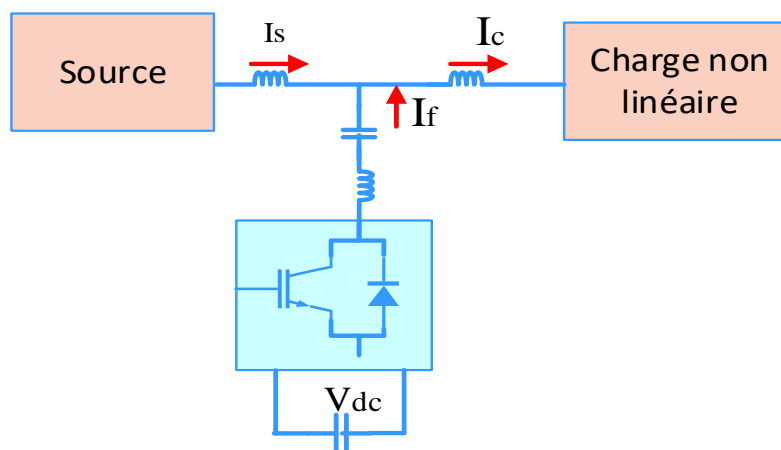 Is
Ic
Source
Charge non
linéaire
If
Vdc